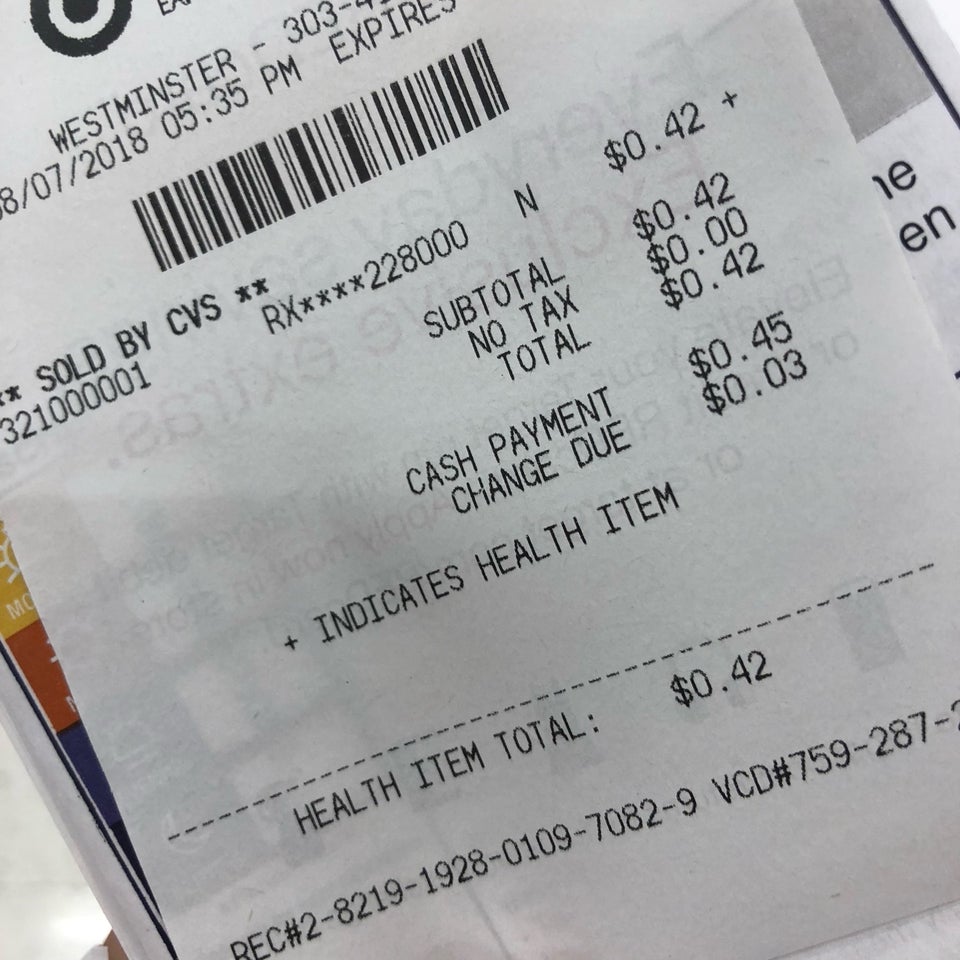 WESTMINSTER - 303-4
8/07/2018 05:35 PM EXPIRES
** SOLD BY CVS **
321000001 RX****228000 N $0.42 +
SUBTOTAL $0.42
NO TAX $0.00
TOTAL $0.42
CASH PAYMENT $0.45
CHANGE DUE $0.03
+ INDICATES HEALTH ITEM
HEALTH ITEM TOTAL: $0.42
REC#2-8219-1928-0109-7082-9 VCD#759-287-2